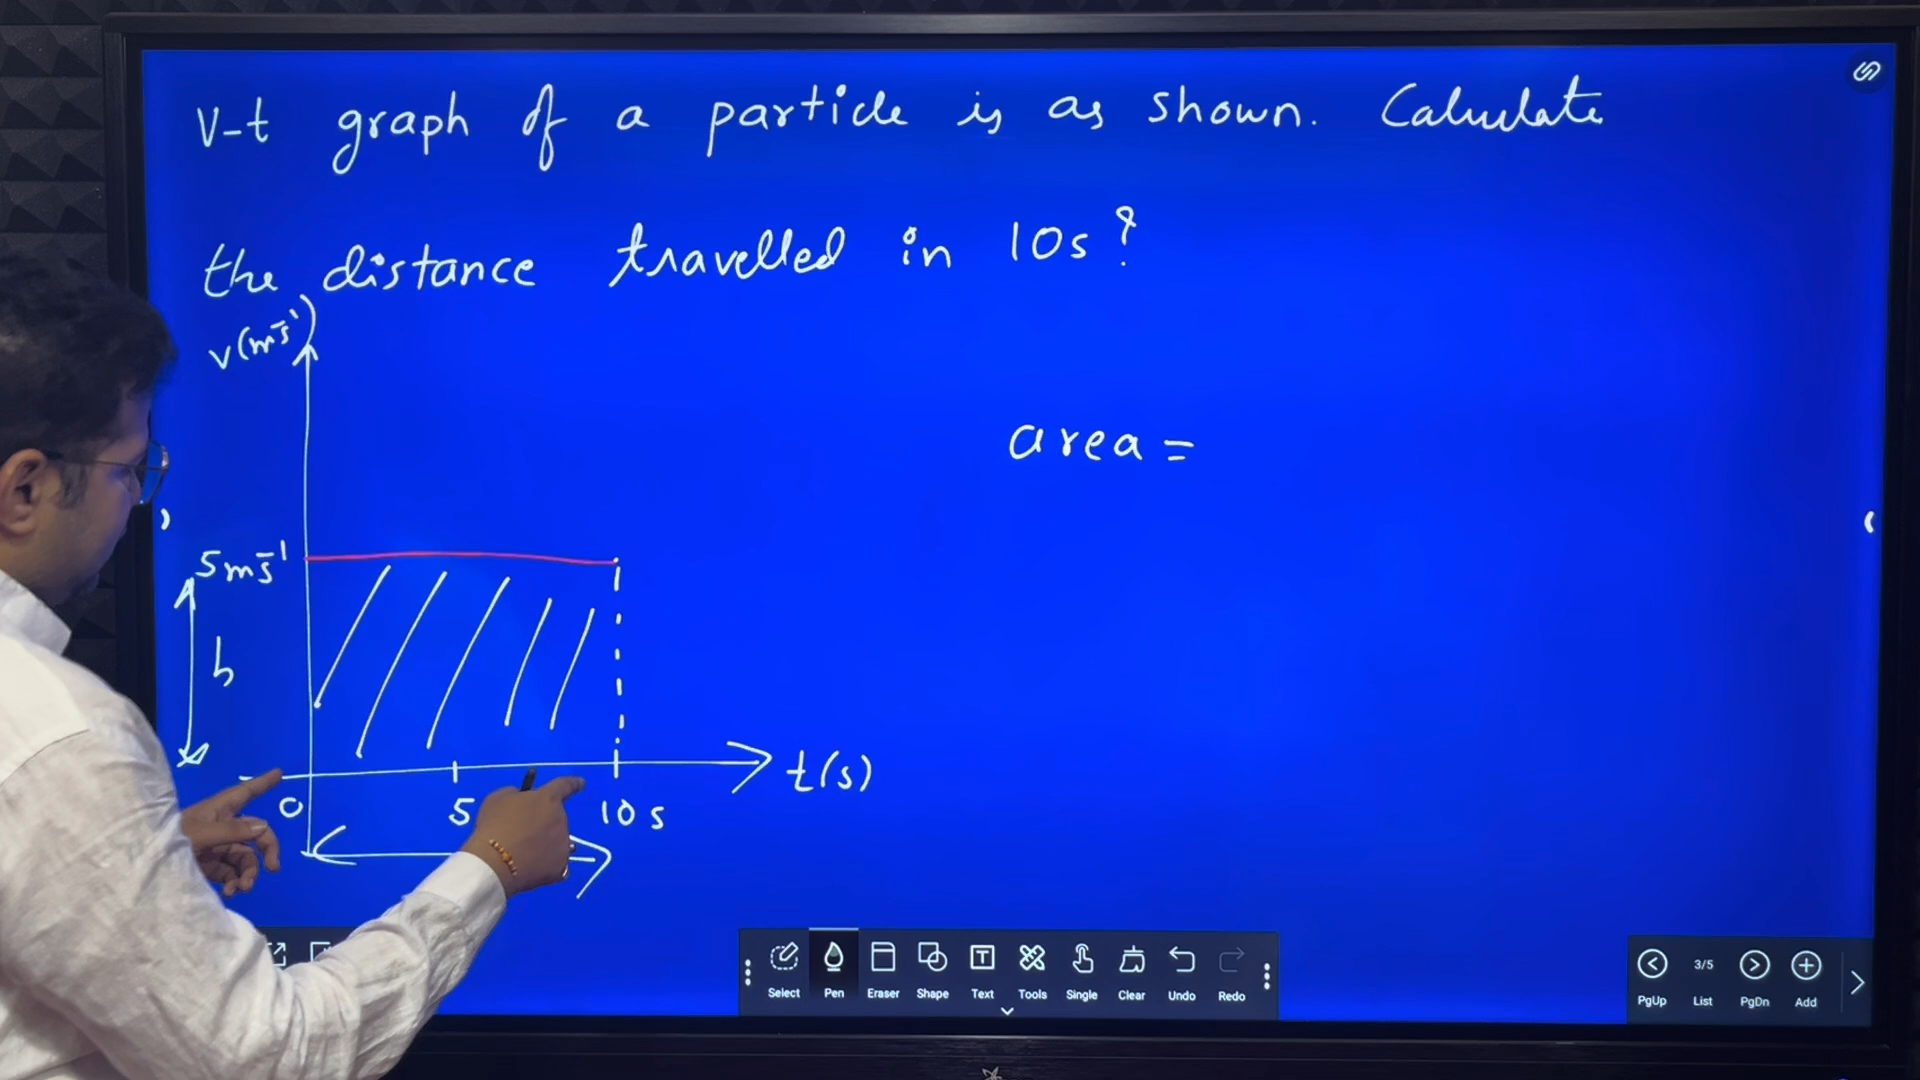 v-t graph of a particle is as shown. Calculate
the distance travelled in 10s?
v(ms⁻¹)
area =
5ms⁻¹
b
t(s)
0 5 10 s
Select Pen Eraser Shape Text Tools Single Clear Undo Redo
PgUp 3/5 List PgDn Add